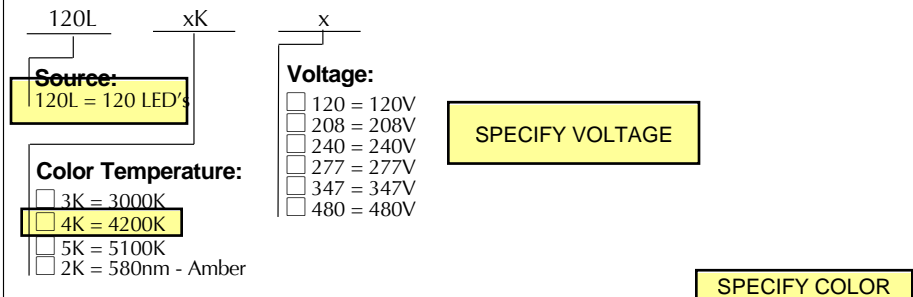 120L xK x
Source:
120L = 120 LED's
Voltage:
120 = 120V
208 = 208V
240 = 240V
277 = 277V
347 = 347V
480 = 480V
SPECIFY VOLTAGE
Color Temperature:
3K = 3000K
4K = 4200K
5K = 5100K
2K = 580nm - Amber
SPECIFY COLOR